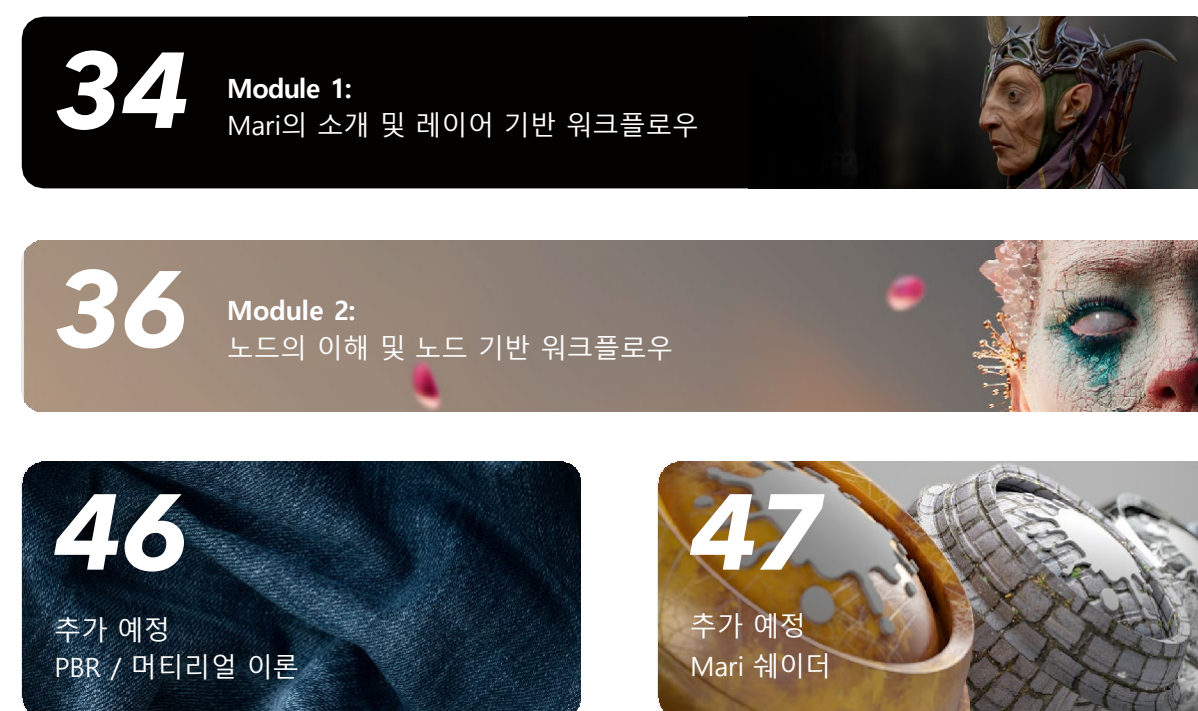 34
Module 1:
Mari의 소개 및 레이어 기반 워크플로우
36
Module 2:
노드의 이해 및 노드 기반 워크플로우
46
추가 예정
PBR / 머티리얼 이론
47
추가 예정
Mari 쉐이더